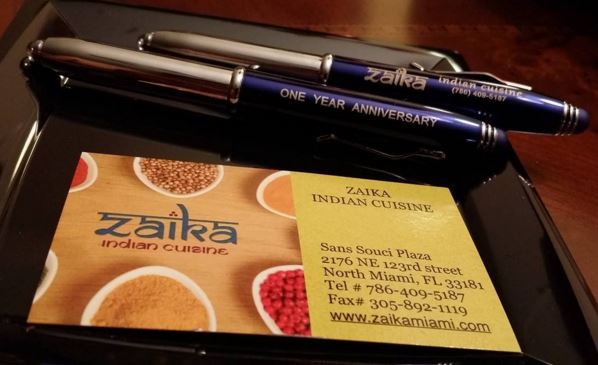 zaika indian cuisine
(786) 409-5187
ONE YEAR ANNIVERSARY
zaika
indian cuisine
ZAIKA
INDIAN CUISINE
Sans Souci Plaza
2176 NE 123rd street
North Miami, FL 33181
Tel # 786-409-5187
Fax# 305-892-1119
www.zaikamiami.com